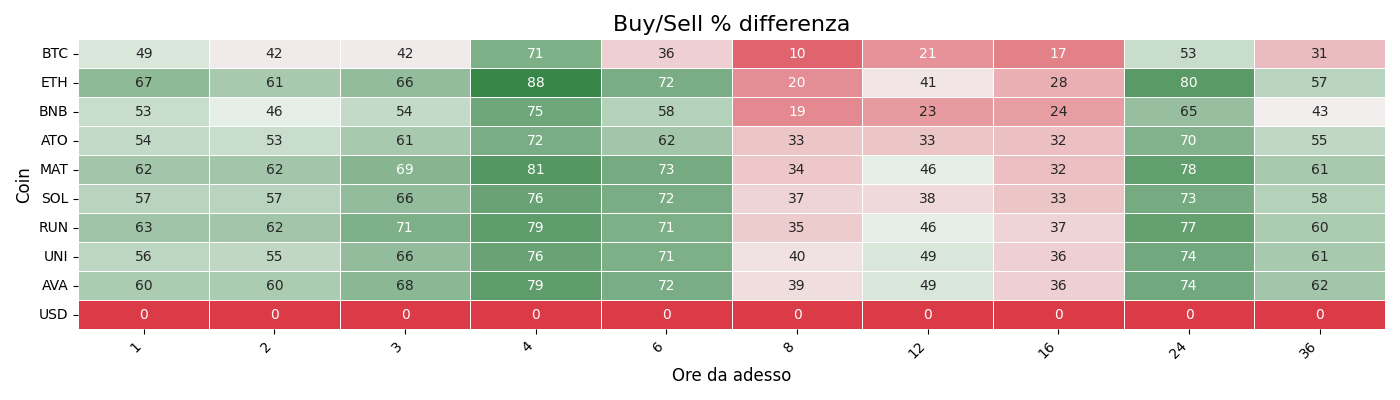 Buy/Sell % differenza
Coin
BTC 49 42 42 71 36 10 21 17 53 31
ETH 67 61 66 88 72 20 41 28 80 57
BNB 53 46 54 75 58 19 23 24 65 43
ATO 54 53 61 72 62 33 33 32 70 55
MAT 62 62 69 81 73 34 46 32 78 61
SOL 57 57 66 76 72 37 38 33 73 58
RUN 63 62 71 79 71 35 46 37 77 60
UNI 56 55 66 76 71 40 49 36 74 61
AVA 60 60 68 79 72 39 49 36 74 62
USD 0 0 0 0 0 0 0 0 0 0
1 2 3 4 6 8 12 16 24 36
Ore da adesso